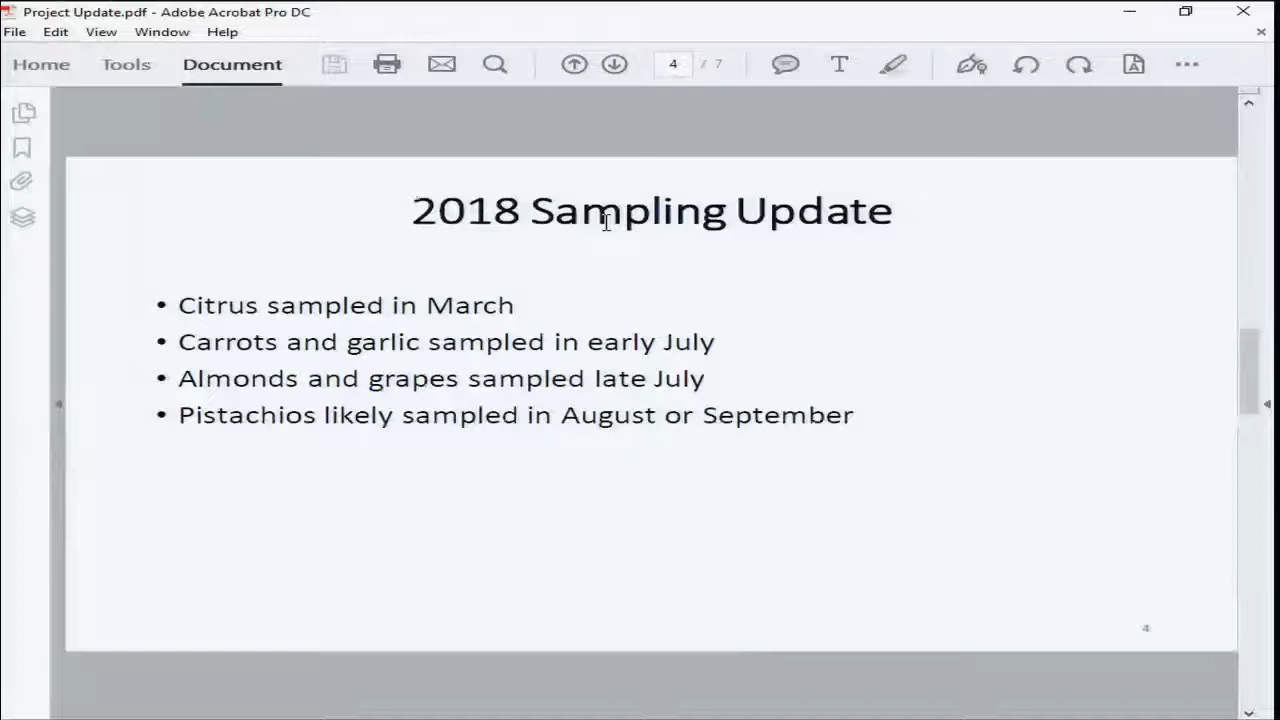 Project Update.pdf - Adobe Acrobat Pro DC
File Edit View Window Help
Home Tools Document 4 / 7
2018 Sampling Update
• Citrus sampled in March
• Carrots and garlic sampled in early July
• Almonds and grapes sampled late July
• Pistachios likely sampled in August or September
4